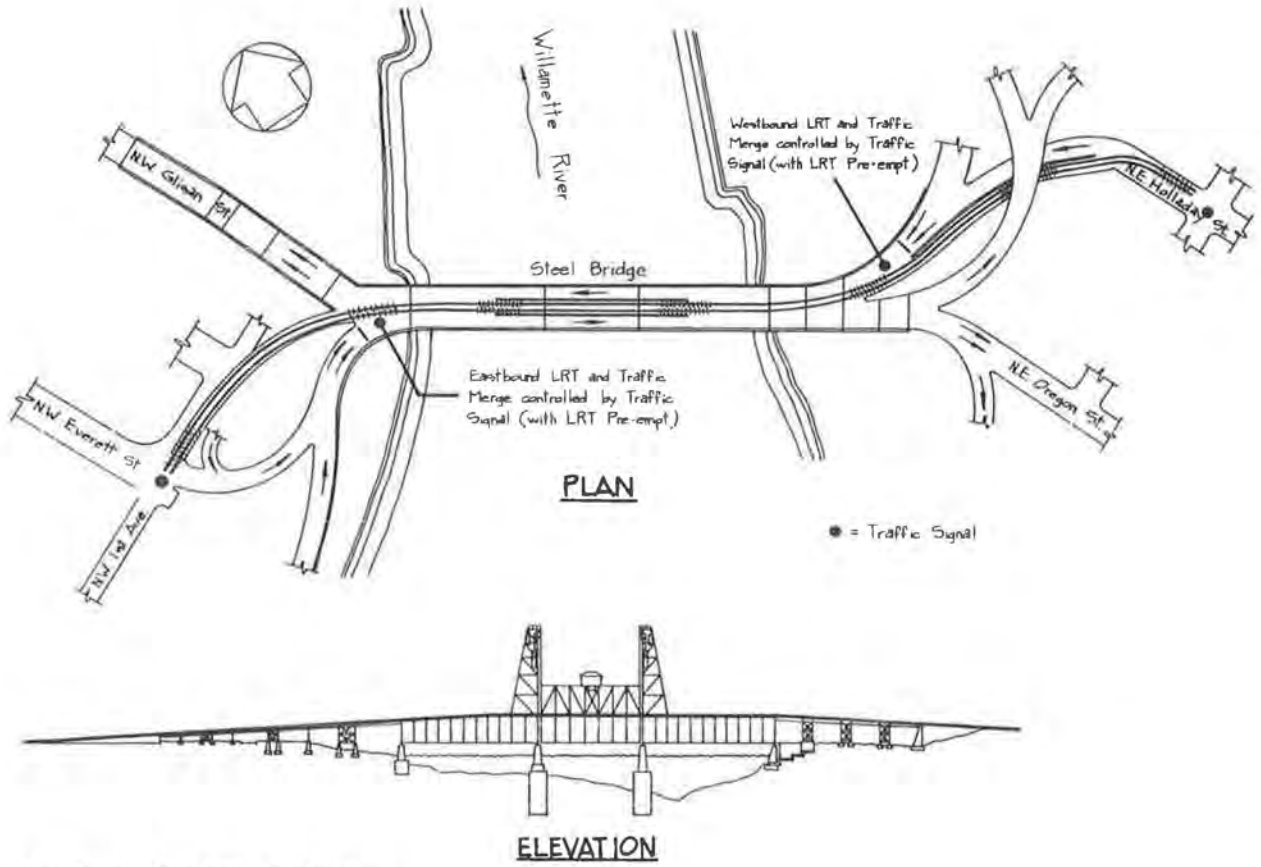 Willamette River
Westbound LRT and Traffic
Merge controlled by Traffic
Signal (with LRT Pre-empt)
N.W. Glisan St
N.E. Holladay St.
Steel Bridge
Eastbound LRT and Traffic
Merge controlled by Traffic
Signal (with LRT Pre-empt)
N.W. Everett St
N.E. Oregon St.
N.W. 1st Ave.
PLAN
= Traffic Signal
ELEVATION